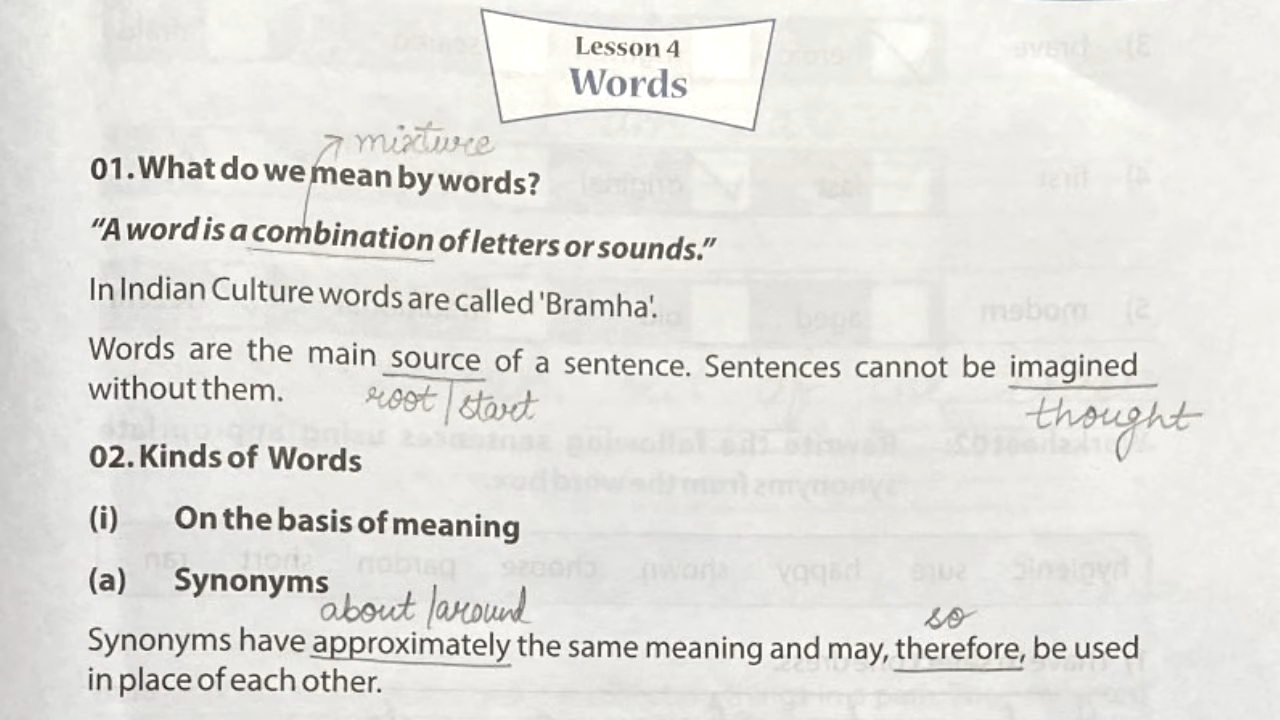 Lesson 4
Words
mixture
01. What do we mean by words?
"A word is a combination of letters or sounds."
In Indian Culture words are called 'Bramha'.
Words are the main source of a sentence. Sentences cannot be imagined
without them.
root | start
thought
02. Kinds of Words
(i) On the basis of meaning
(a) Synonyms
about | around
so
Synonyms have approximately the same meaning and may, therefore, be used
in place of each other.